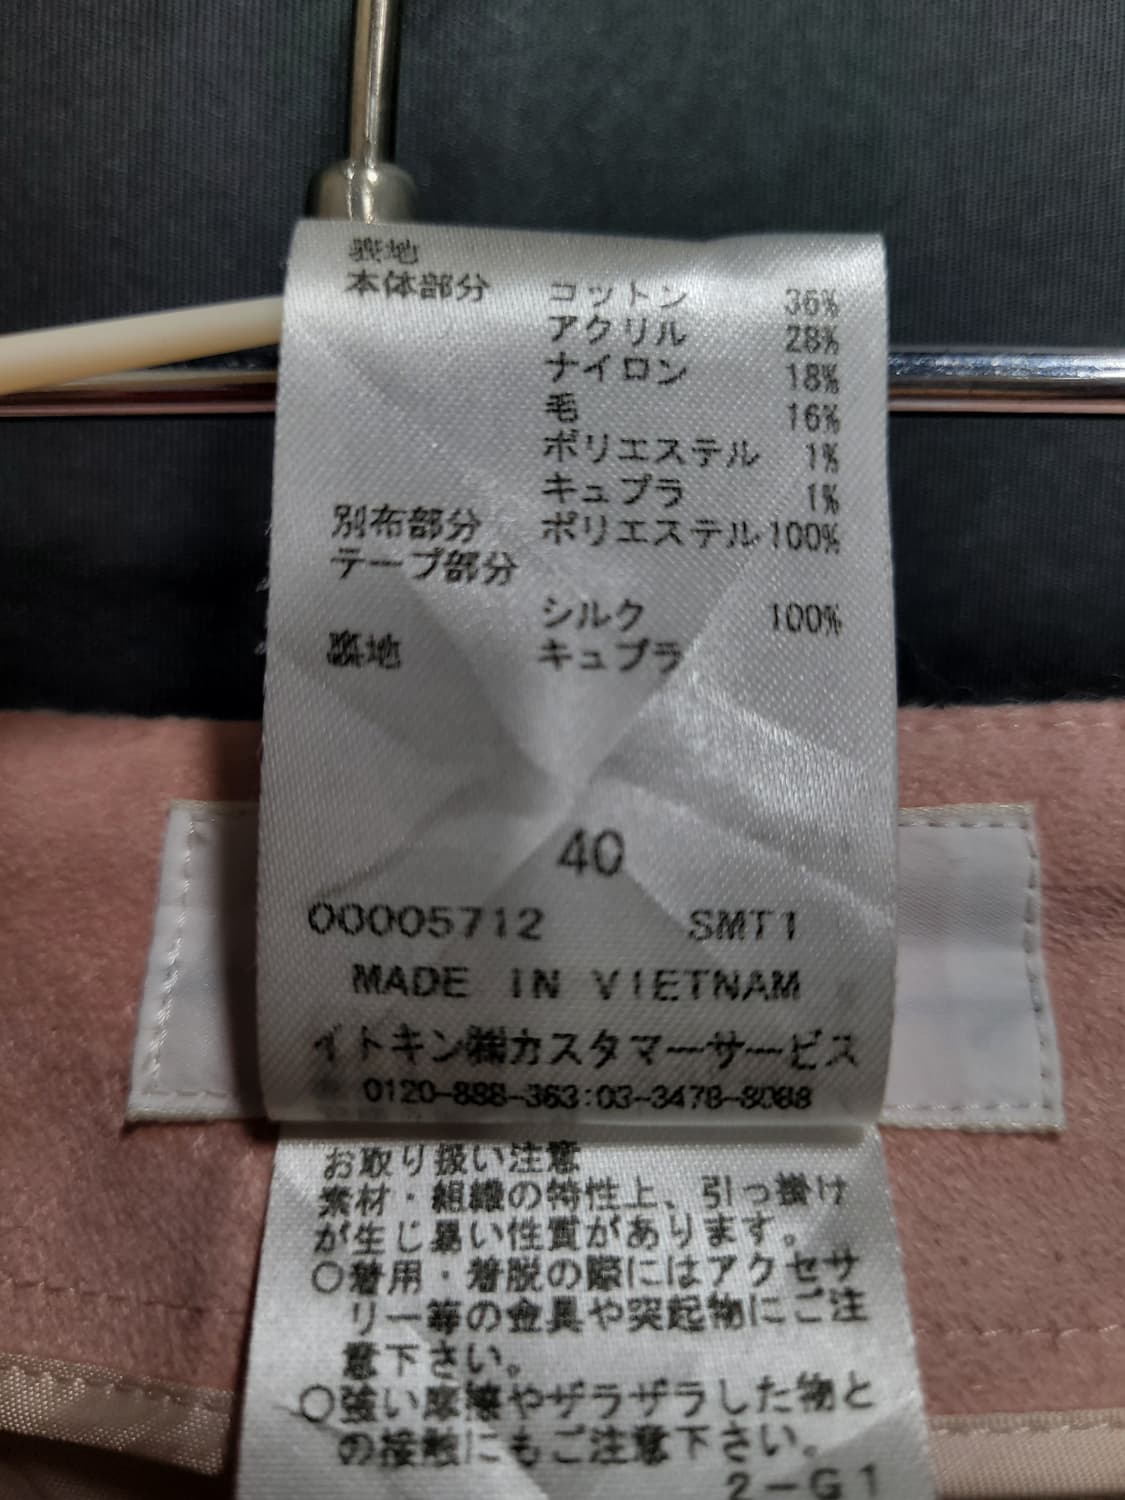 表地
本体部分 コットン 36%
アクリル 28%
ナイロン 18%
毛 16%
ポリエステル 1%
キュプラ 1%
別布部分 ポリエステル 100%
テープ部分
シルク 100%
裏地 キュプラ
40
00005712 SMT1
MADE IN VIETNAM
イトキン㈱カスタマーサービス
0120-888-363:03-3478-8088
お取り扱い注意
素材・組織の特性上、引っ掛け
が生じ易い性質があります。
○着用・着脱の際にはアクセサ
リー等の金具や突起物にご注
意下さい。
○強い摩擦やザラザラした物と
の接触にもご注意下さい。
2-G1